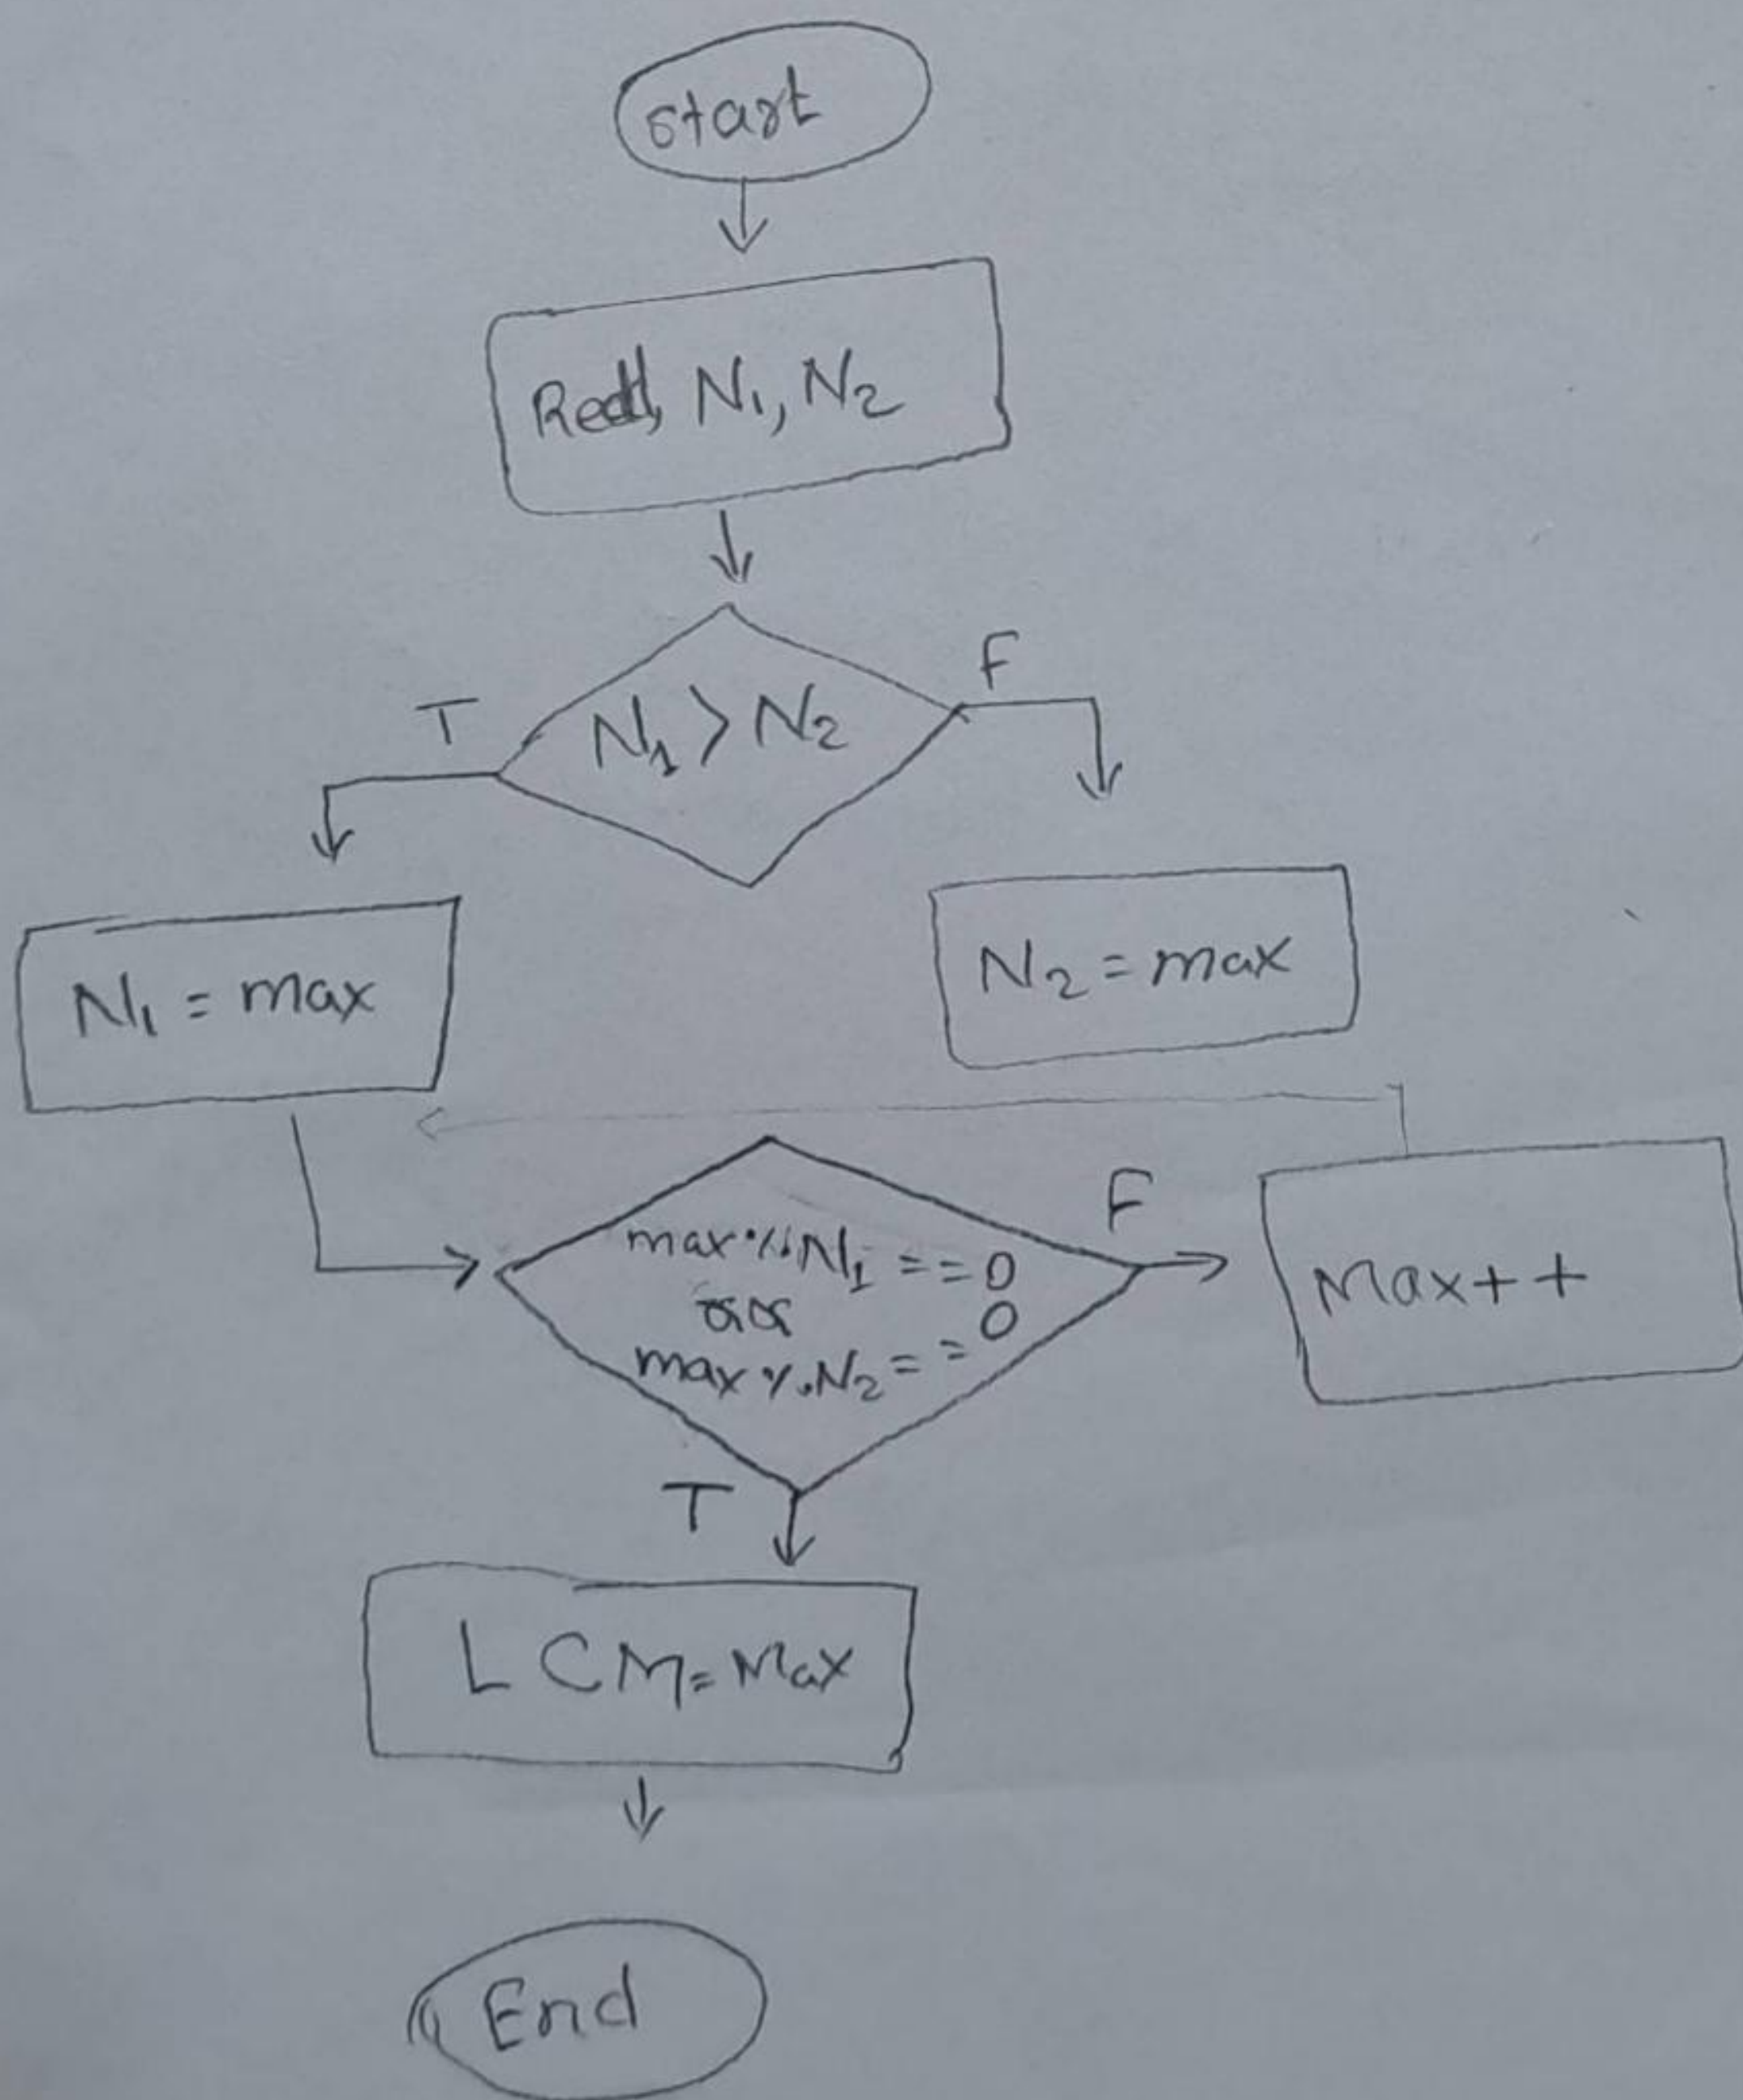 start
Read, N1, N2
N1 > N2
T
F
N1 = max
N2 = max
max % N1 == 0
&&
max % N2 == 0
F
Max++
T
LCM = Max
End